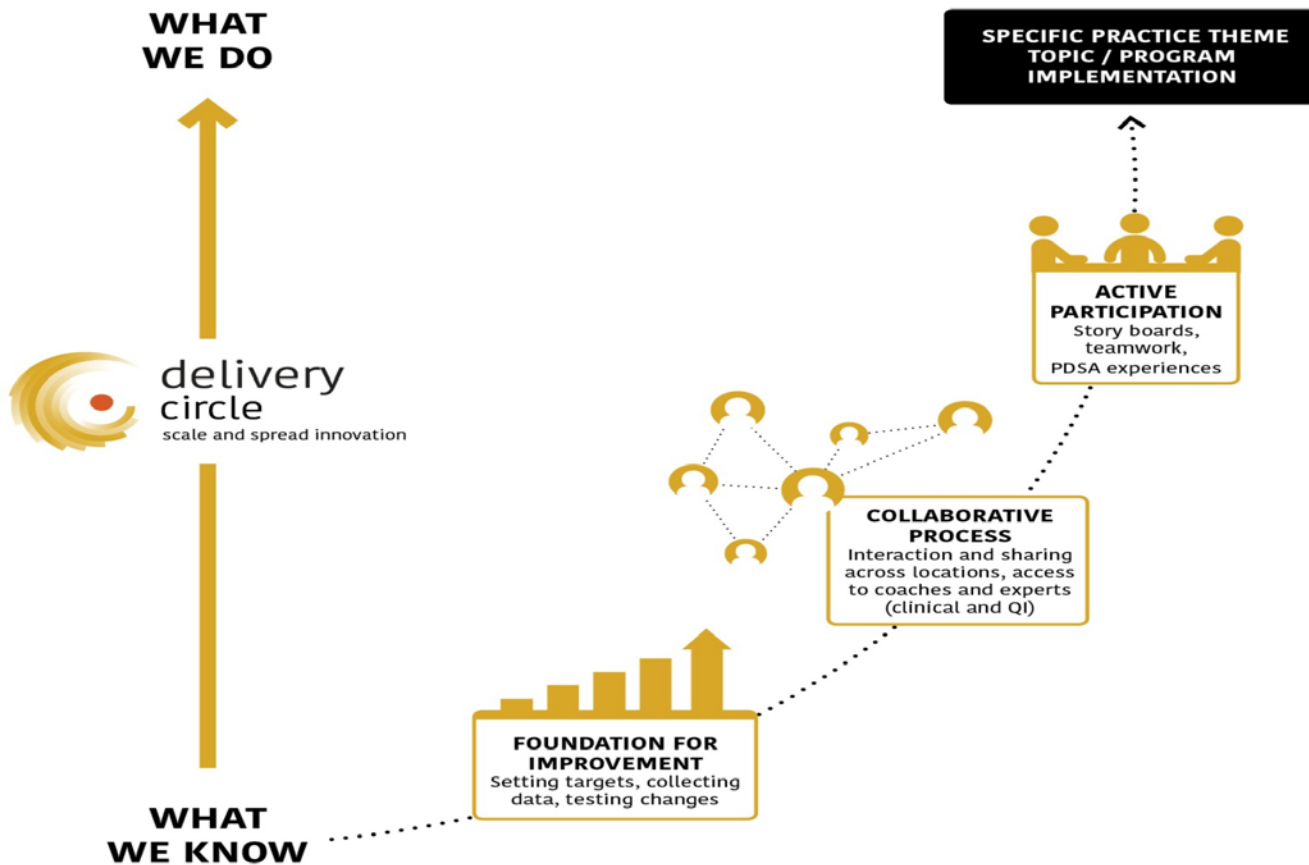 WHAT
WE DO
SPECIFIC PRACTICE THEME
TOPIC / PROGRAM
IMPLEMENTATION
ACTIVE
PARTICIPATION
Story boards,
teamwork,
PDSA experiences
delivery
circle
scale and spread innovation
COLLABORATIVE
PROCESS
Interaction and sharing
across locations, access
to coaches and experts
(clinical and QI)
FOUNDATION FOR
IMPROVEMENT
Setting targets, collecting
data, testing changes
WHAT
WE KNOW